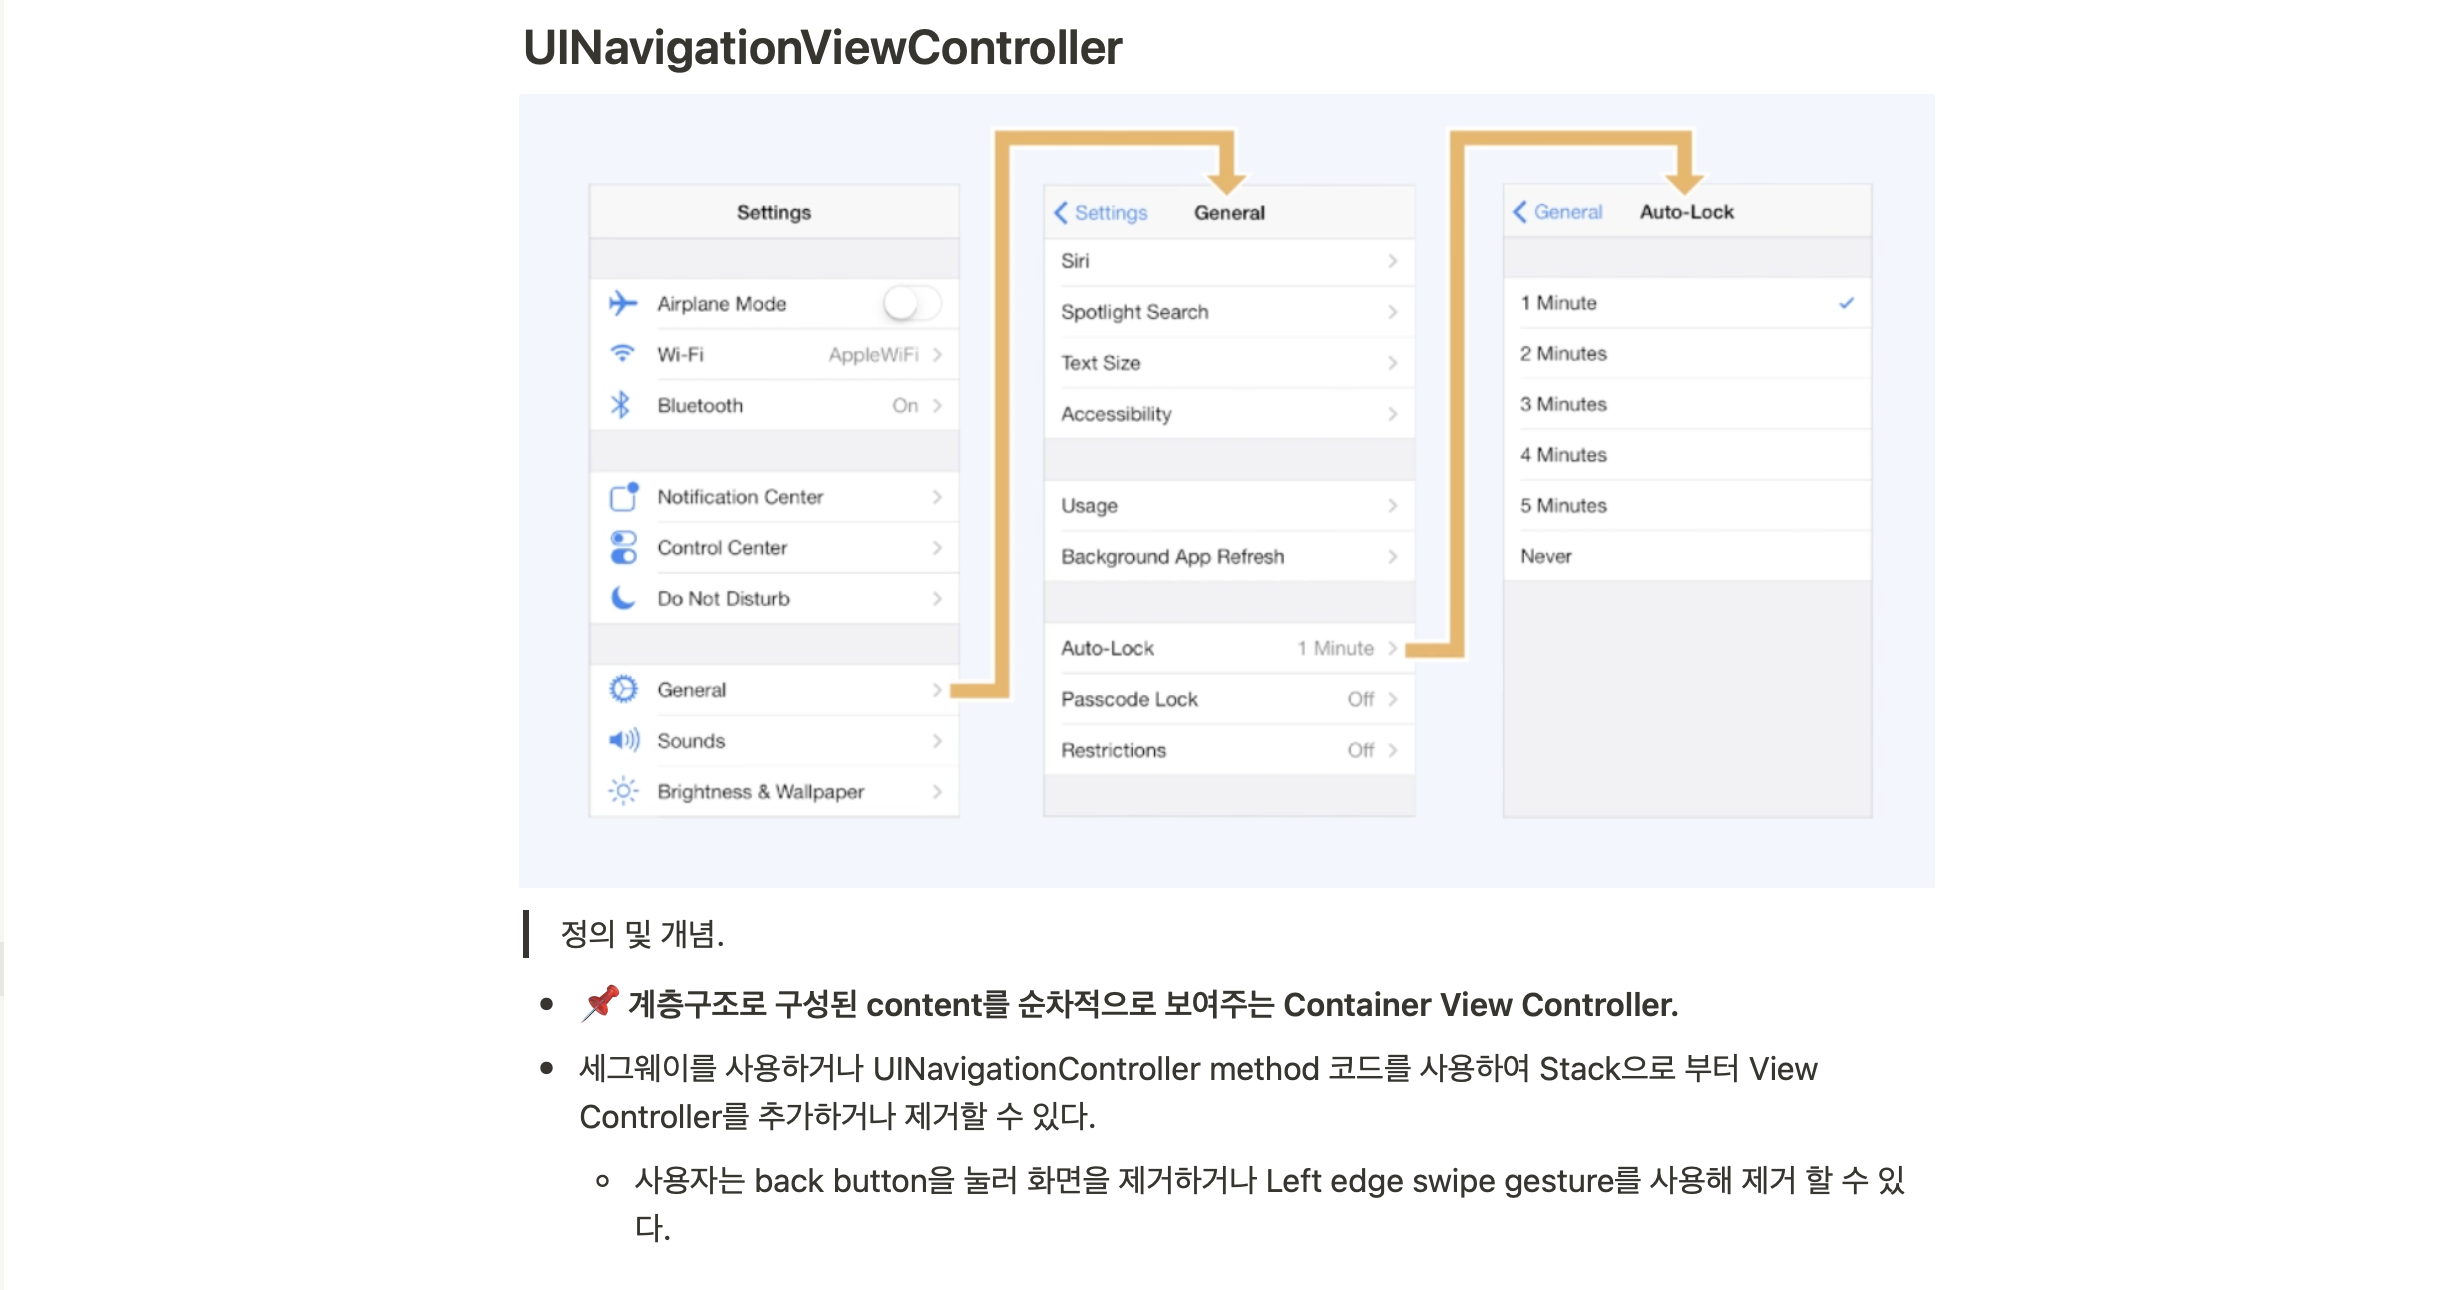 UINavigationViewController
Settings
Airplane Mode
Wi-Fi AppleWiFi
Bluetooth On
Notification Center
Control Center
Do Not Disturb
General
Sounds
Brightness & Wallpaper
Settings General
Siri
Spotlight Search
Text Size
Accessibility
Usage
Background App Refresh
Auto-Lock 1 Minute
Passcode Lock Off
Restrictions Off
General Auto-Lock
1 Minute
2 Minutes
3 Minutes
4 Minutes
5 Minutes
Never
정의 및 개념.
📌 계층구조로 구성된 content를 순차적으로 보여주는 Container View Controller.
세그웨이를 사용하거나 UINavigationController method 코드를 사용하여 Stack으로 부터 View
Controller를 추가하거나 제거할 수 있다.
사용자는 back button을 눌러 화면을 제거하거나 Left edge swipe gesture를 사용해 제거 할 수 있
다.